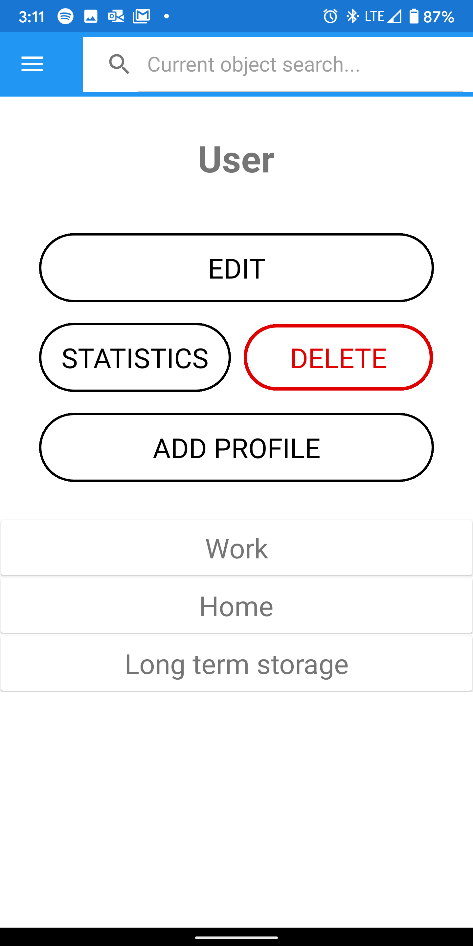 3:11 LTE 87%
Current object search...
User
EDIT
STATISTICS DELETE
ADD PROFILE
Work
Home
Long term storage